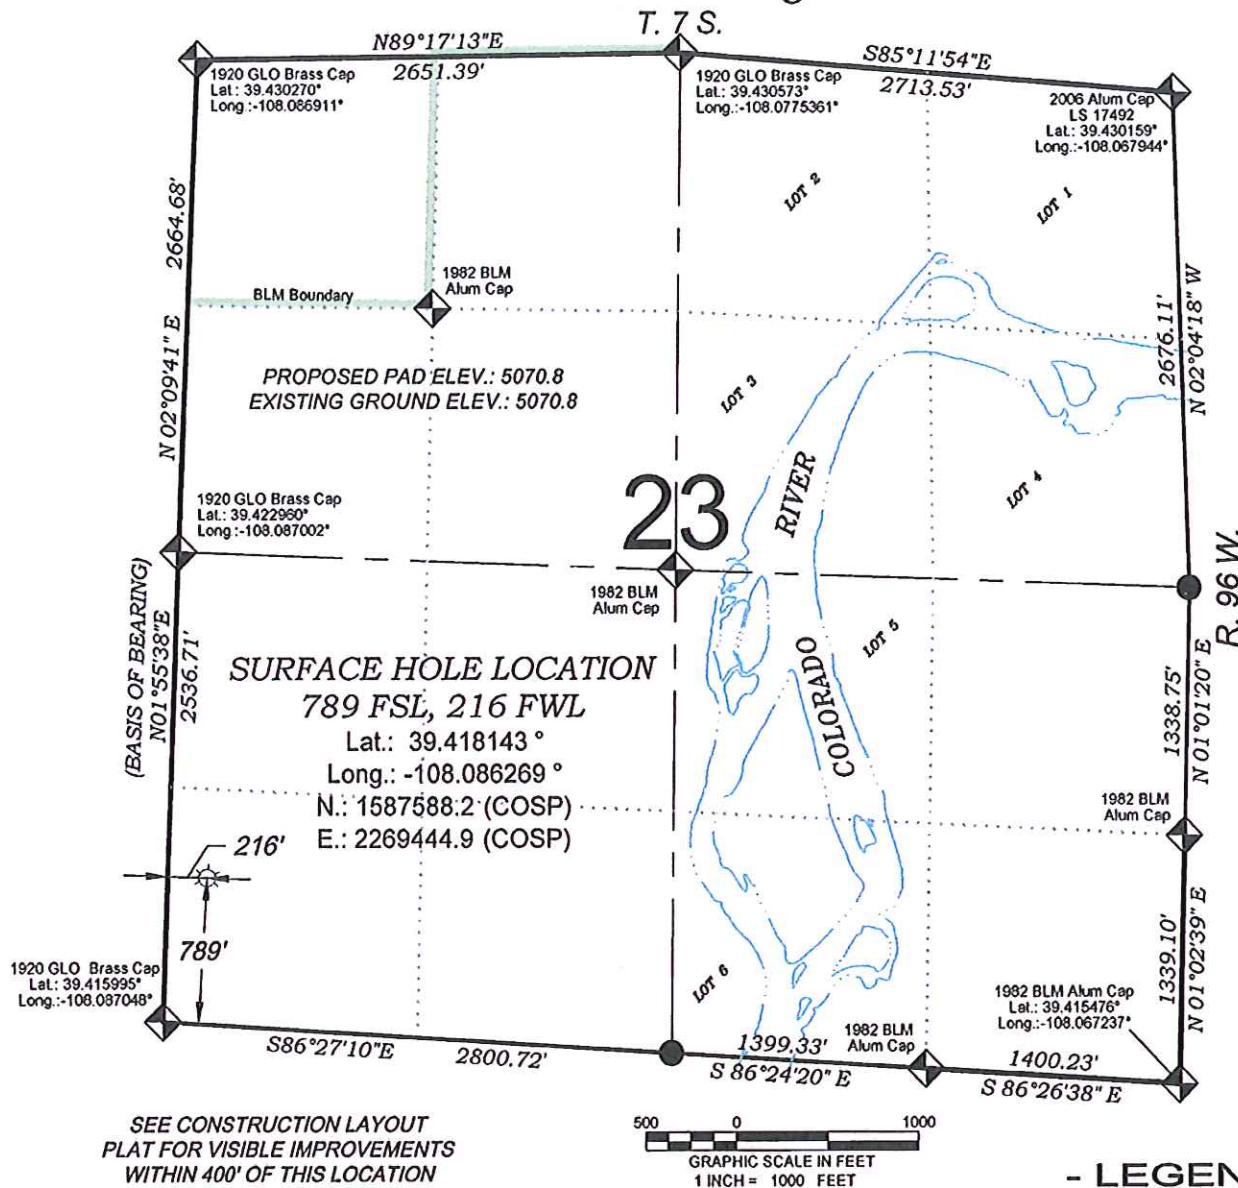 T. 7 S.
N89°17'13"E
2651.39'
S85°11'54"E
2713.53'
1920 GLO Brass Cap
Lat.: 39.430270°
Long.:-108.086911°
1920 GLO Brass Cap
Lat.: 39.430573°
Long.:-108.0775361°
2006 Alum Cap
LS 17492
Lat.: 39.430159°
Long.:-108.067944°
LOT 2
LOT 1
2664.68'
N 02°09'41" E
BLM Boundary
1982 BLM
Alum Cap
2676.11'
N 02°04'18" W
PROPOSED PAD ELEV.: 5070.8
EXISTING GROUND ELEV.: 5070.8
LOT 3
LOT 4
RIVER
1920 GLO Brass Cap
Lat.: 39.422960°
Long.:-108.087002°
23
1982 BLM
Alum Cap
R. 96 W.
(BASIS OF BEARING)
N01°55'38"E
2536.71'
SURFACE HOLE LOCATION
789 FSL, 216 FWL
Lat.: 39.418143 °
Long.: -108.086269 °
N.: 1587588.2 (COSP)
E.: 2269444.9 (COSP)
LOT 5
COLORADO
1338.75'
N 01°01'20" E
1982 BLM
Alum Cap
216'
789'
1920 GLO Brass Cap
Lat.: 39.415995°
Long.:-108.087048°
LOT 6
1982 BLM Alum Cap
Lat.: 39.415476°
Long.:-108.067237°
1339.10'
N 01°02'39" E
S86°27'10"E
2800.72'
1399.33'
S 86°24'20" E
1982 BLM
Alum Cap
1400.23'
S 86°26'38" E
SEE CONSTRUCTION LAYOUT
PLAT FOR VISIBLE IMPROVEMENTS
WITHIN 400' OF THIS LOCATION
500 0 1000
GRAPHIC SCALE IN FEET
1 INCH = 1000 FEET
- LEGEN